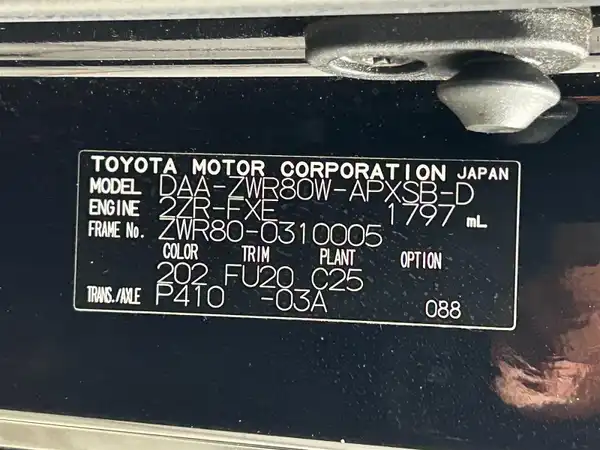 TOYOTA MOTOR CORPORATION JAPAN
MODEL DAA-ZWR80W-APXSB-D
ENGINE 2ZR-FXE 1797 mL
FRAME No. ZWR80-0310005
COLOR TRIM PLANT OPTION
202 FU20 C25
TRANS./AXLE P410 -03A 088